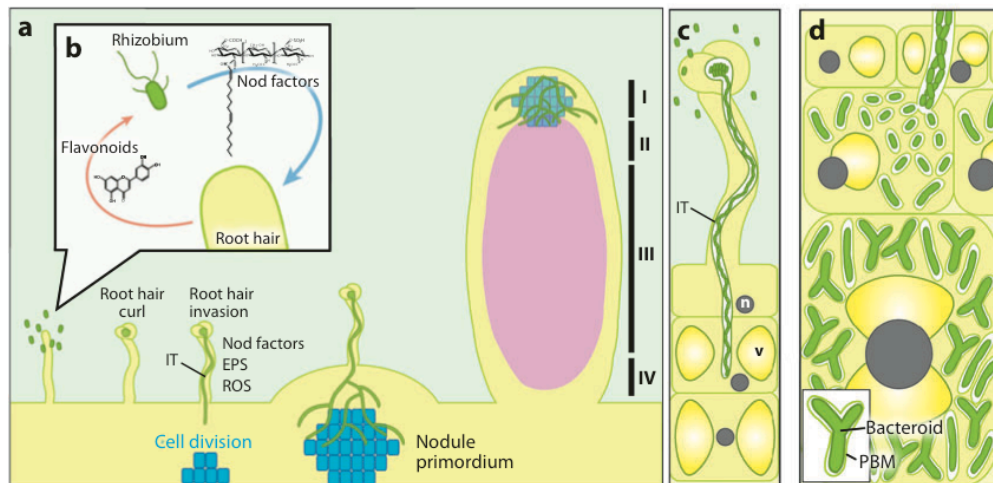 a
b
Rhizobium
Nod factors
Flavonoids
Root hair
Root hair
curl
Root hair
invasion
IT
Nod factors
EPS
ROS
Cell division
Nodule
primordium
I
II
III
IV
c
IT
n
v
d
Bacteroid
PBM